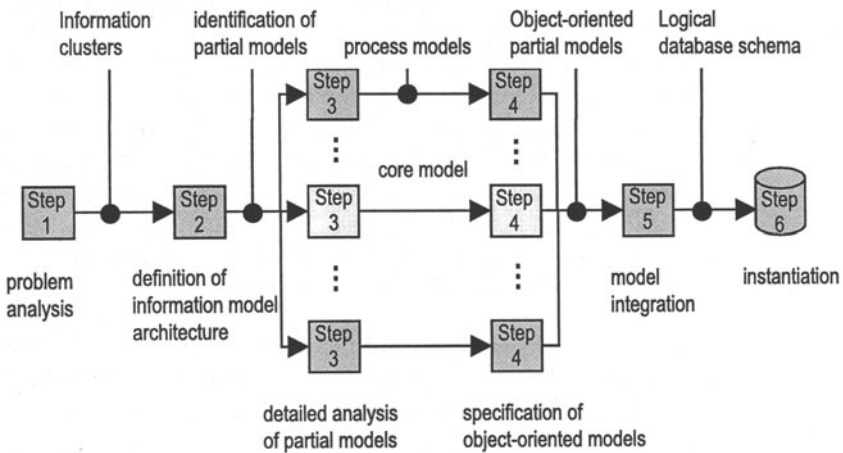 Information
clusters
identification of
partial models
process models
Object-oriented
partial models
Logical
database schema
Step
3
Step
4
core model
Step
1
Step
2
Step
3
Step
4
Step
5
Step
6
problem
analysis
definition of
information model
architecture
model
integration
instantiation
Step
3
Step
4
detailed analysis
of partial models
specification of
object-oriented models